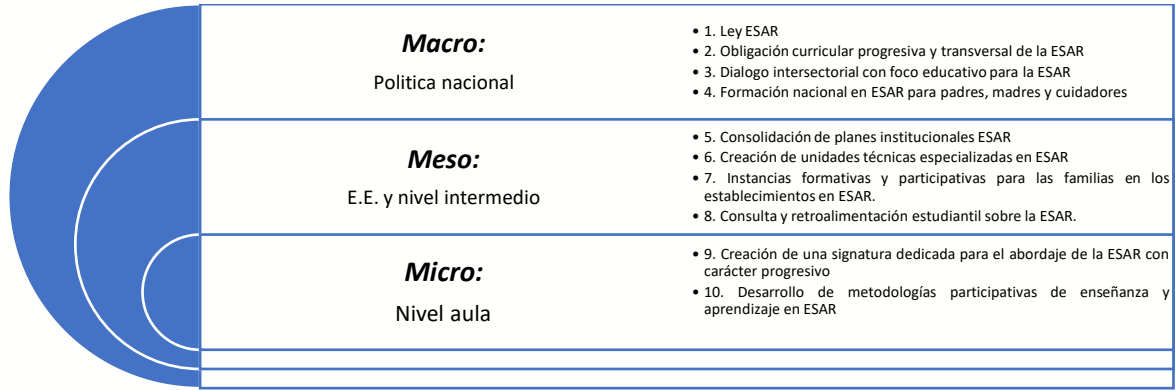 Macro:
Politica nacional
• 1. Ley ESAR
• 2. Obligación curricular progresiva y transversal de la ESAR
• 3. Dialogo intersectorial con foco educativo para la ESAR
• 4. Formación nacional en ESAR para padres, madres y cuidadores
Meso:
E.E. y nivel intermedio
• 5. Consolidación de planes institucionales ESAR
• 6. Creación de unidades técnicas especializadas en ESAR
• 7. Instancias formativas y participativas para las familias en los
establecimientos en ESAR.
• 8. Consulta y retroalimentación estudiantil sobre la ESAR.
Micro:
Nivel aula
• 9. Creación de una signatura dedicada para el abordaje de la ESAR con
carácter progresivo
• 10. Desarrollo de metodologías participativas de enseñanza y
aprendizaje en ESAR